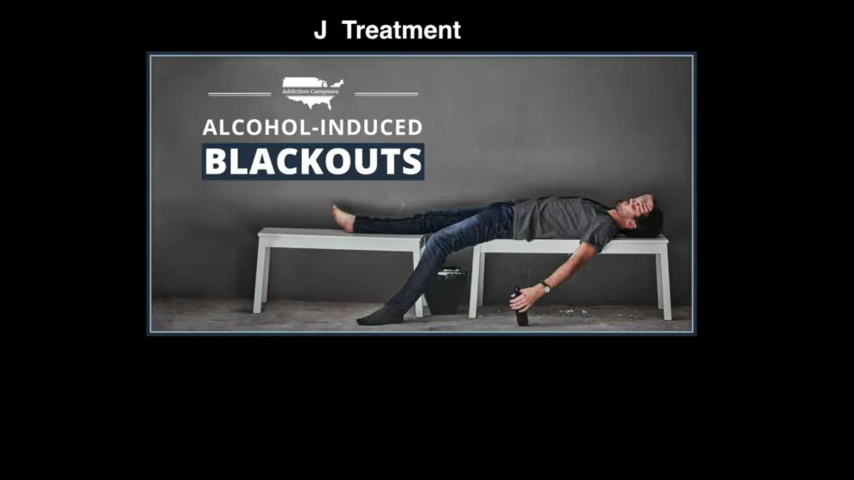 J Treatment
Addiction Campuses
ALCOHOL-INDUCED
BLACKOUTS